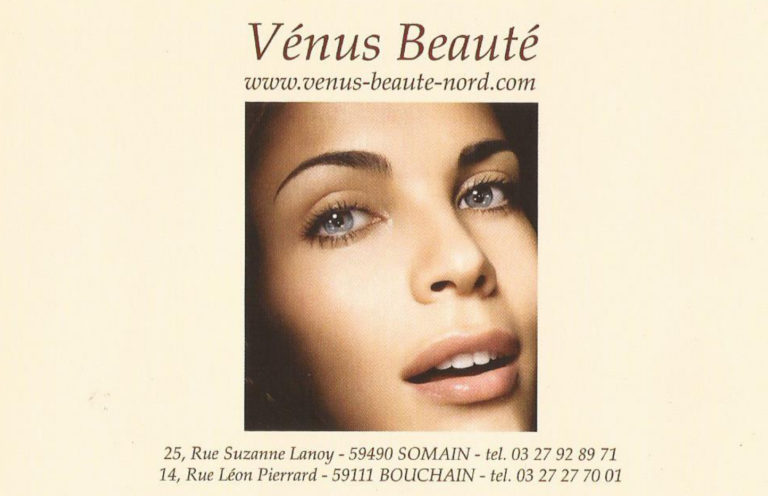 Vénus Beauté
www.venus-beaute-nord.com
25, Rue Suzanne Lanoy - 59490 SOMAIN - tel. 03 27 92 89 71
14, Rue Léon Pierrard - 59111 BOUCHAIN - tel. 03 27 27 70 01